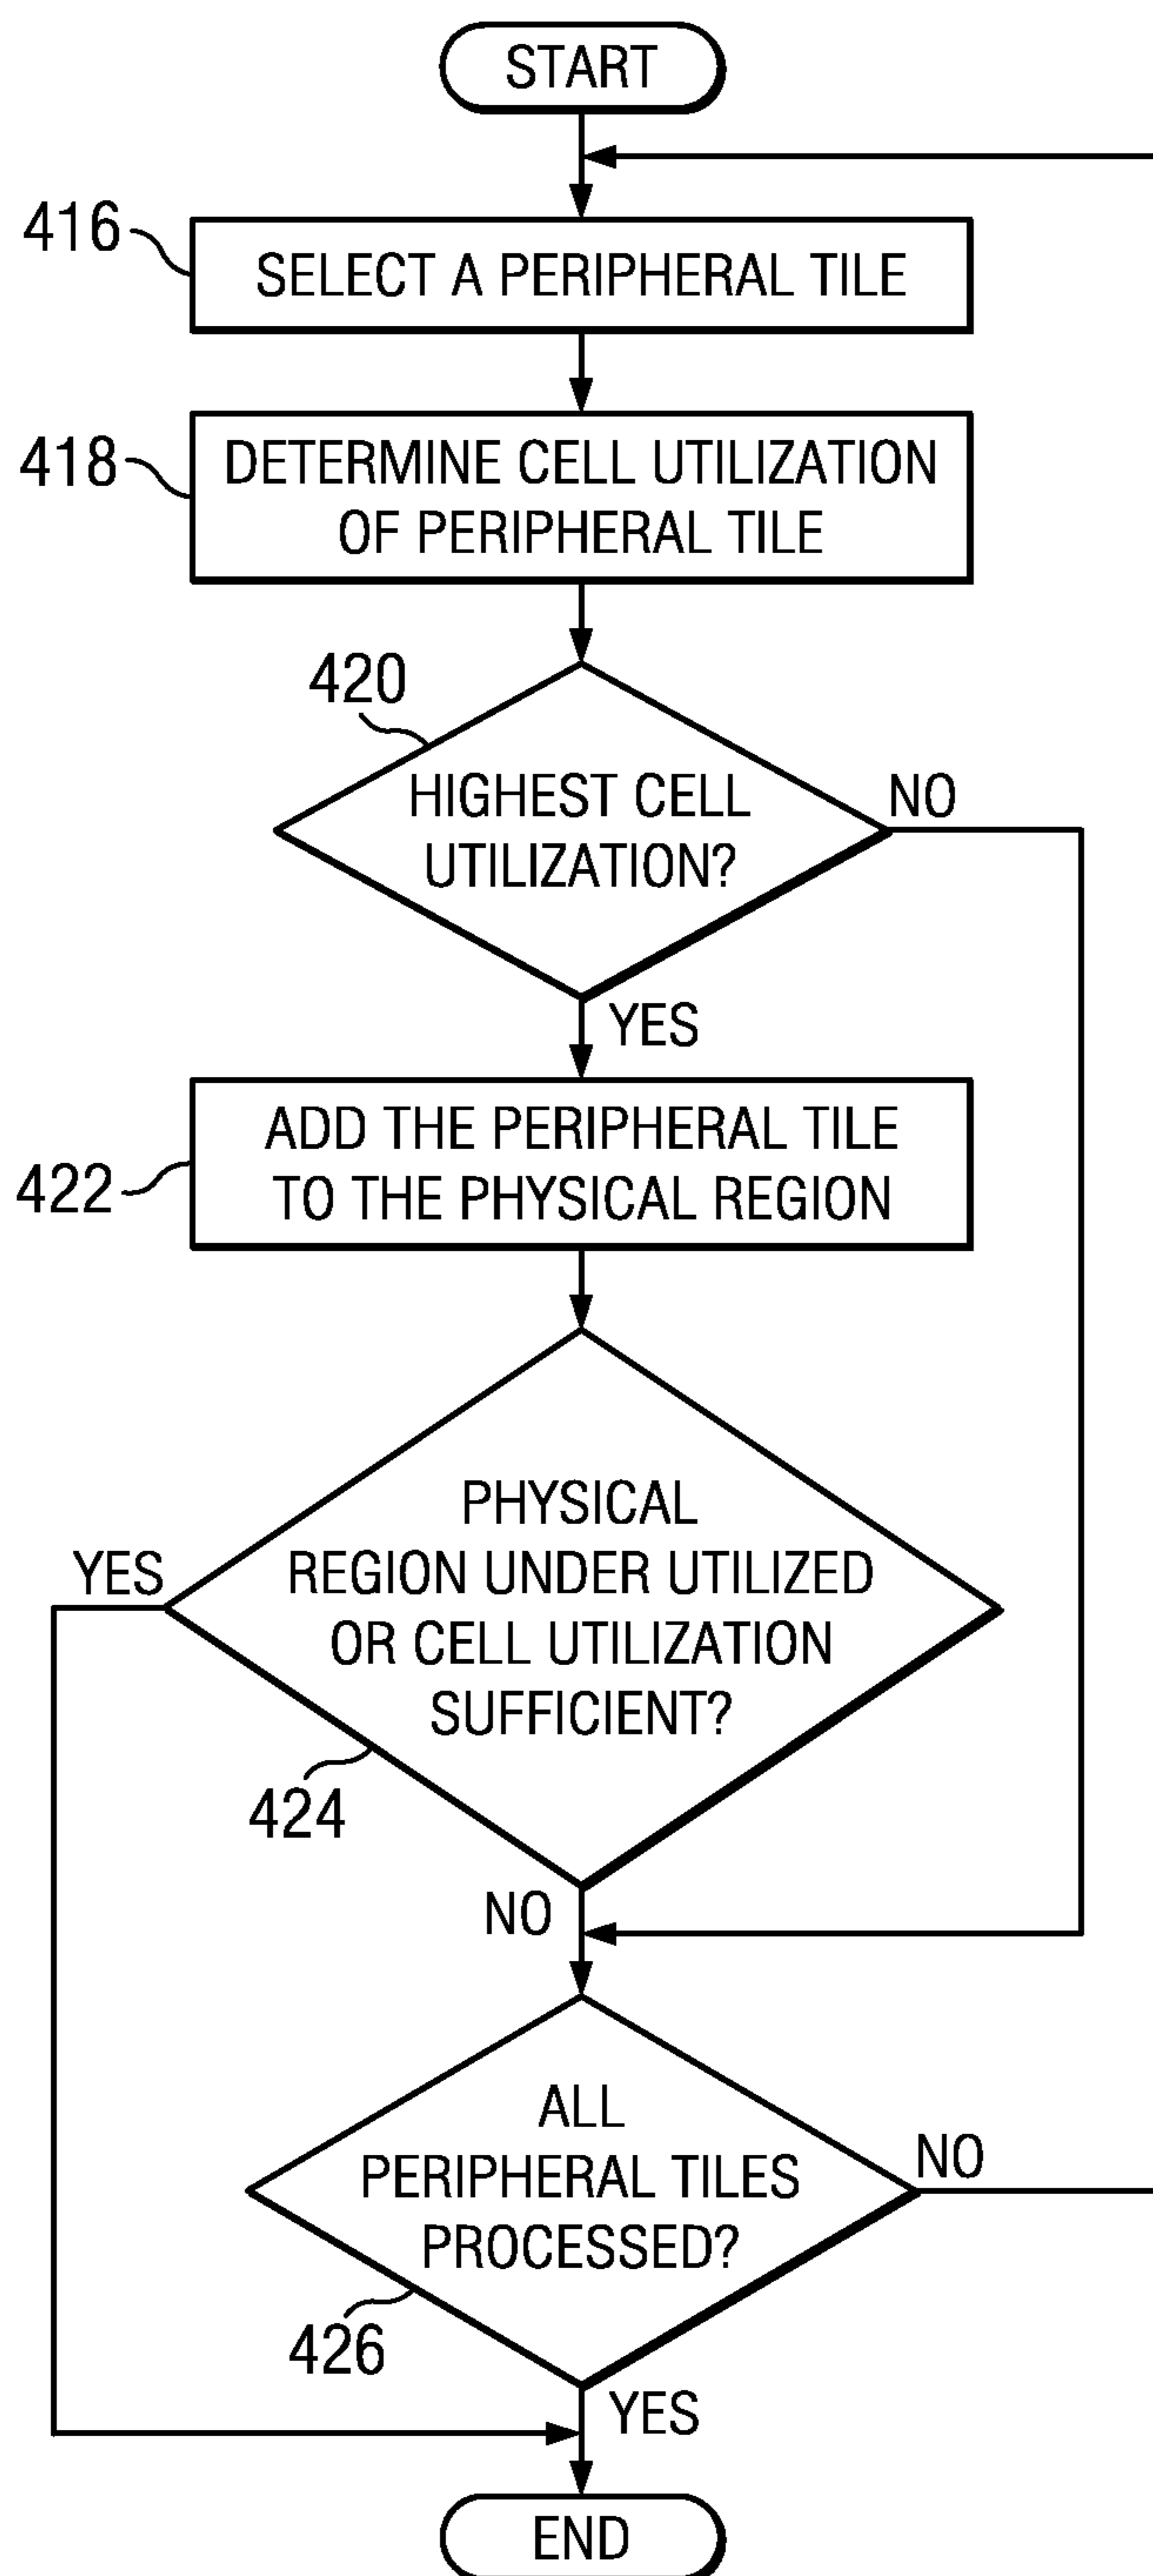 START
416
SELECT A PERIPHERAL TILE
418
DETERMINE CELL UTILIZATION
OF PERIPHERAL TILE
420
HIGHEST CELL
UTILIZATION?
NO
YES
422
ADD THE PERIPHERAL TILE
TO THE PHYSICAL REGION
PHYSICAL
REGION UNDER UTILIZED
OR CELL UTILIZATION
SUFFICIENT?
YES
424
NO
ALL
PERIPHERAL TILES
PROCESSED?
NO
426
YES
END